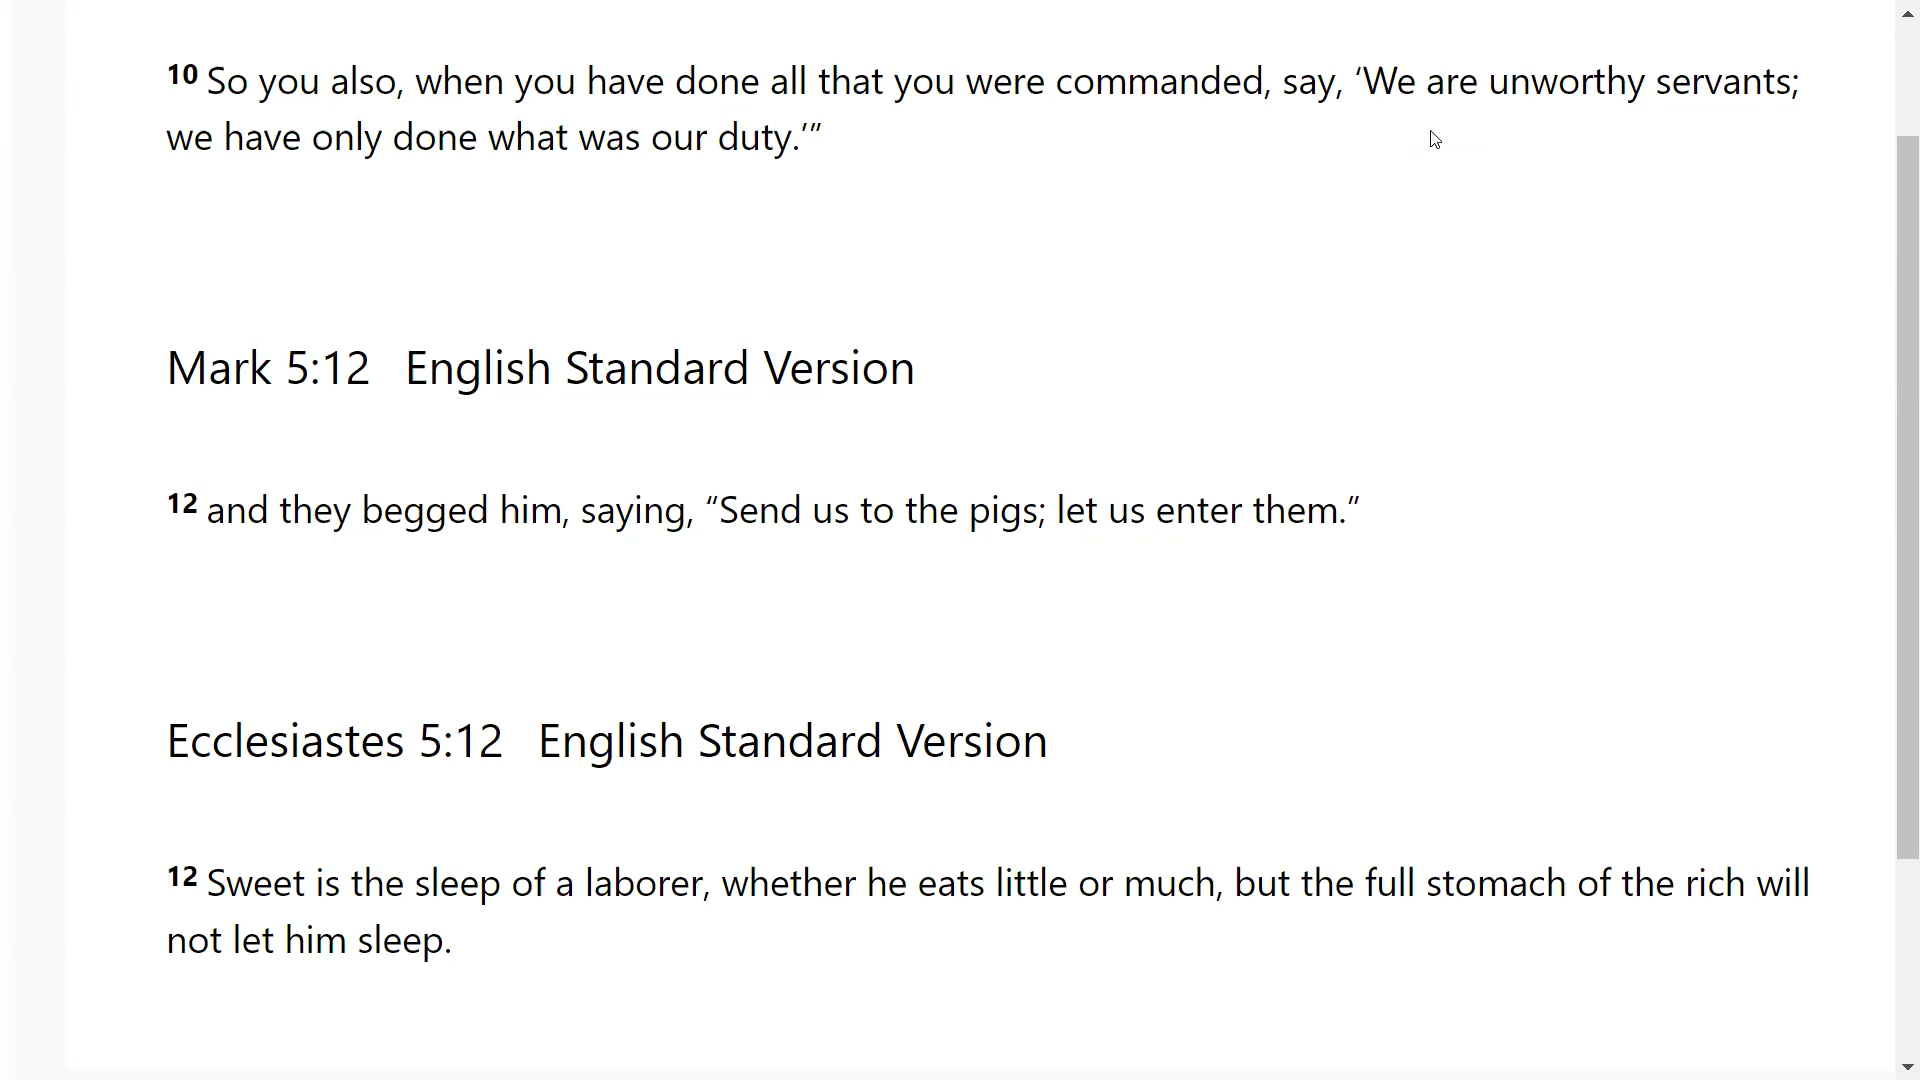 10 So you also, when you have done all that you were commanded, say, ‘We are unworthy servants;
we have only done what was our duty.’”
Mark 5:12 English Standard Version
12 and they begged him, saying, “Send us to the pigs; let us enter them.”
Ecclesiastes 5:12 English Standard Version
12 Sweet is the sleep of a laborer, whether he eats little or much, but the full stomach of the rich will
not let him sleep.